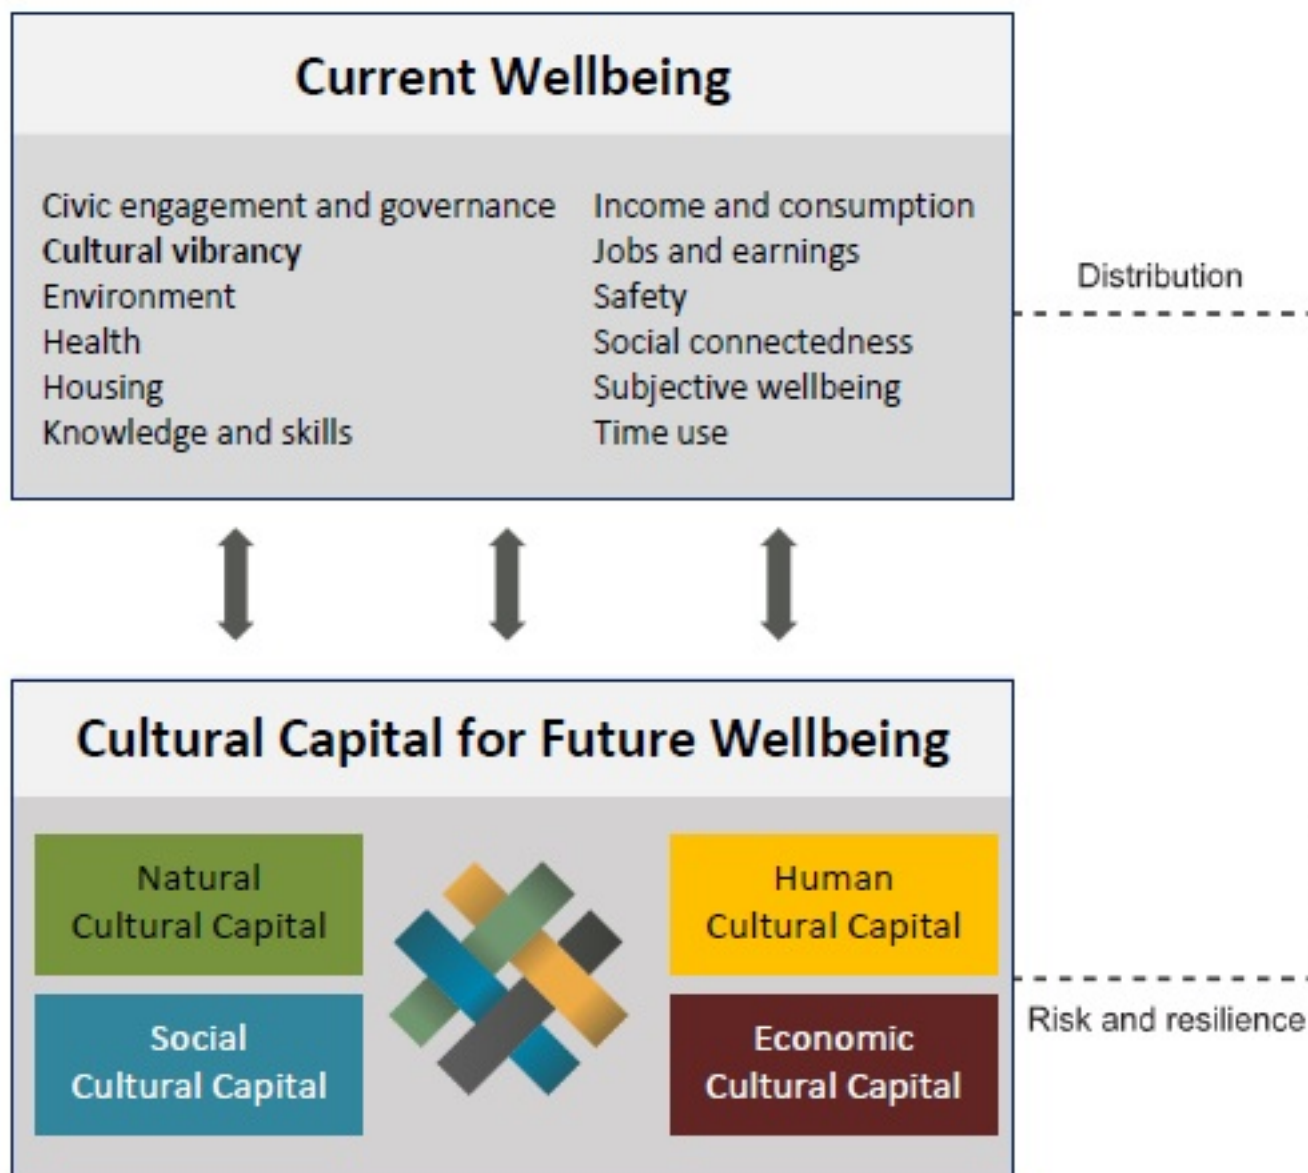 Current Wellbeing
Civic engagement and governance
Cultural vibrancy
Environment
Health
Housing
Knowledge and skills
Income and consumption
Jobs and earnings
Safety
Social connectedness
Subjective wellbeing
Time use
Distribution
Cultural Capital for Future Wellbeing
Natural
Cultural Capital
Human
Cultural Capital
Social
Cultural Capital
Economic
Cultural Capital
Risk and resilience